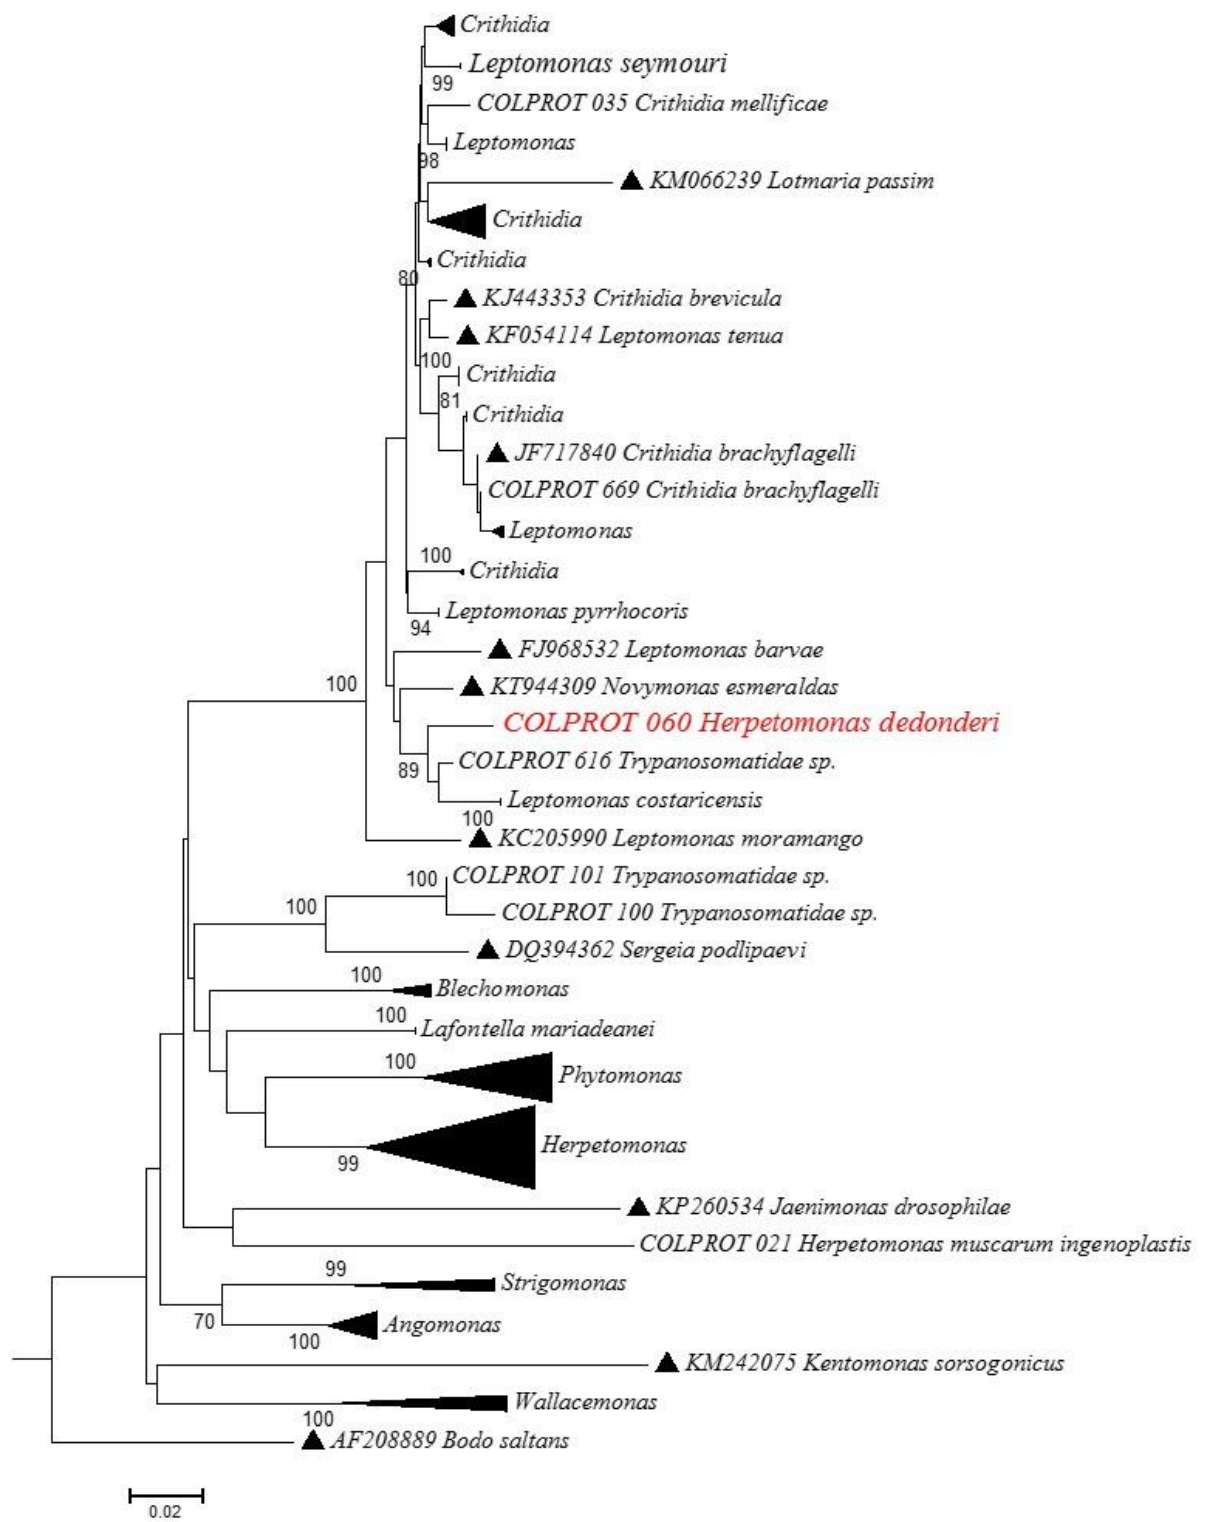 Crithidia
Leptomonas seymouri
99
COLPROT 035 Crithidia mellificae
Leptomonas
98
KM066239 Lotmaria passim
Crithidia
Crithidia
80
KJ443353 Crithidia brevicula
KF054114 Leptomonas tenua
100
Crithidia
81
Crithidia
JF717840 Crithidia brachyflagelli
COLPROT 669 Crithidia brachyflagelli
Leptomonas
100
Crithidia
Leptomonas pyrrhocoris
94
FJ968532 Leptomonas barvae
100
KT944309 Novymonas esmeraldas
COLPROT 060 Herpetomonas dedonderi
COLPROT 616 Trypanosomatidae sp.
89
Leptomonas costaricensis
100
KC205990 Leptomonas moramango
100
COLPROT 101 Trypanosomatidae sp.
100
COLPROT 100 Trypanosomatidae sp.
DQ394362 Sergeia podlipaevi
100
Blechomonas
100
Lafontella mariadeanei
100
Phytomonas
Herpetomonas
99
KP260534 Jaenimonas drosophilae
COLPROT 021 Herpetomonas muscarum ingenoplastis
99
Strigomonas
70
Angomonas
100
KM242075 Kentomonas sorsogonicus
Wallacemonas
100
AF208889 Bodo saltans
0.02